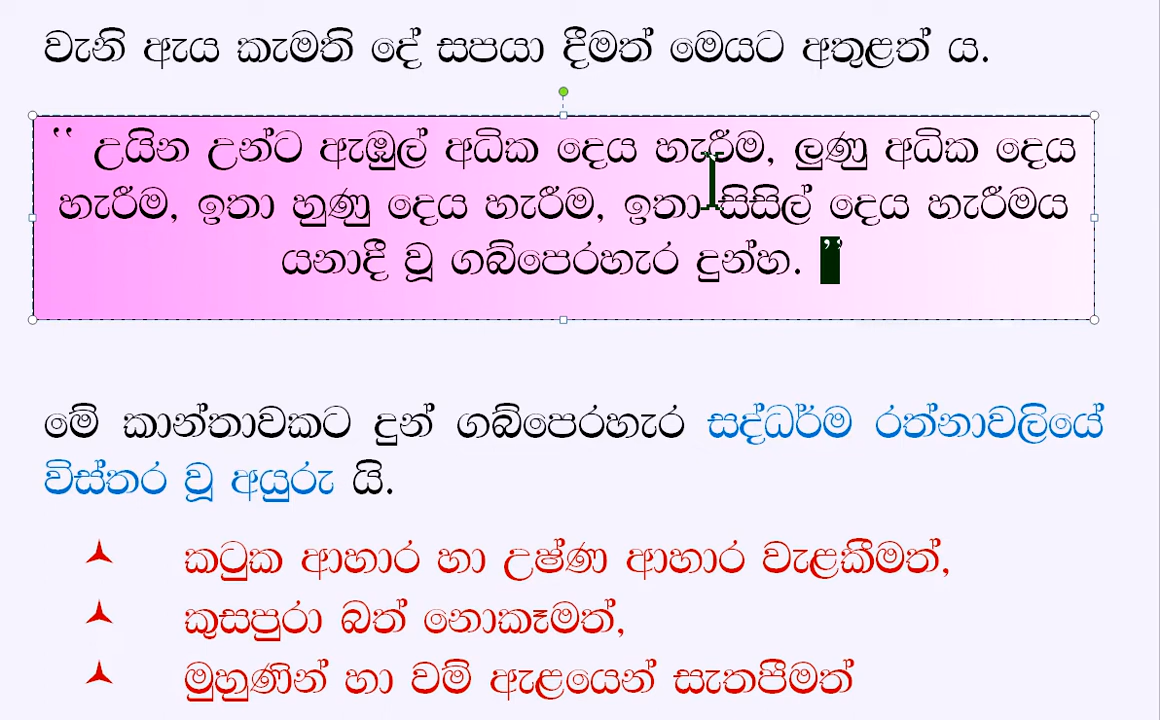 වැනි ඇය කැමති දේ සපයා දීමත් මෙයට අතුළත් ය.
‘‘ උයින උන්ට ඇඹුල් අධික දෙය හැරීම, ලුණු අධික දෙය
හැරීම, ඉතා හුණු දෙය හැරීම, ඉතා සිසිල් දෙය හැරීමය
යනාදී වූ ගබ්පෙරහැර දුන්හ. ’’
මේ කාන්තාවකට දුන් ගබ්පෙරහැර සද්ධර්ම රත්නාවලියේ
විස්තර වූ අයුරු යි.
කටුක ආහාර හා උෂ්ණ ආහාර වැළකීමත්,
කුසපුරා බත් නොකෑමත්,
මුහුණින් හා වම් ඇළයෙන් සැතපීමත්